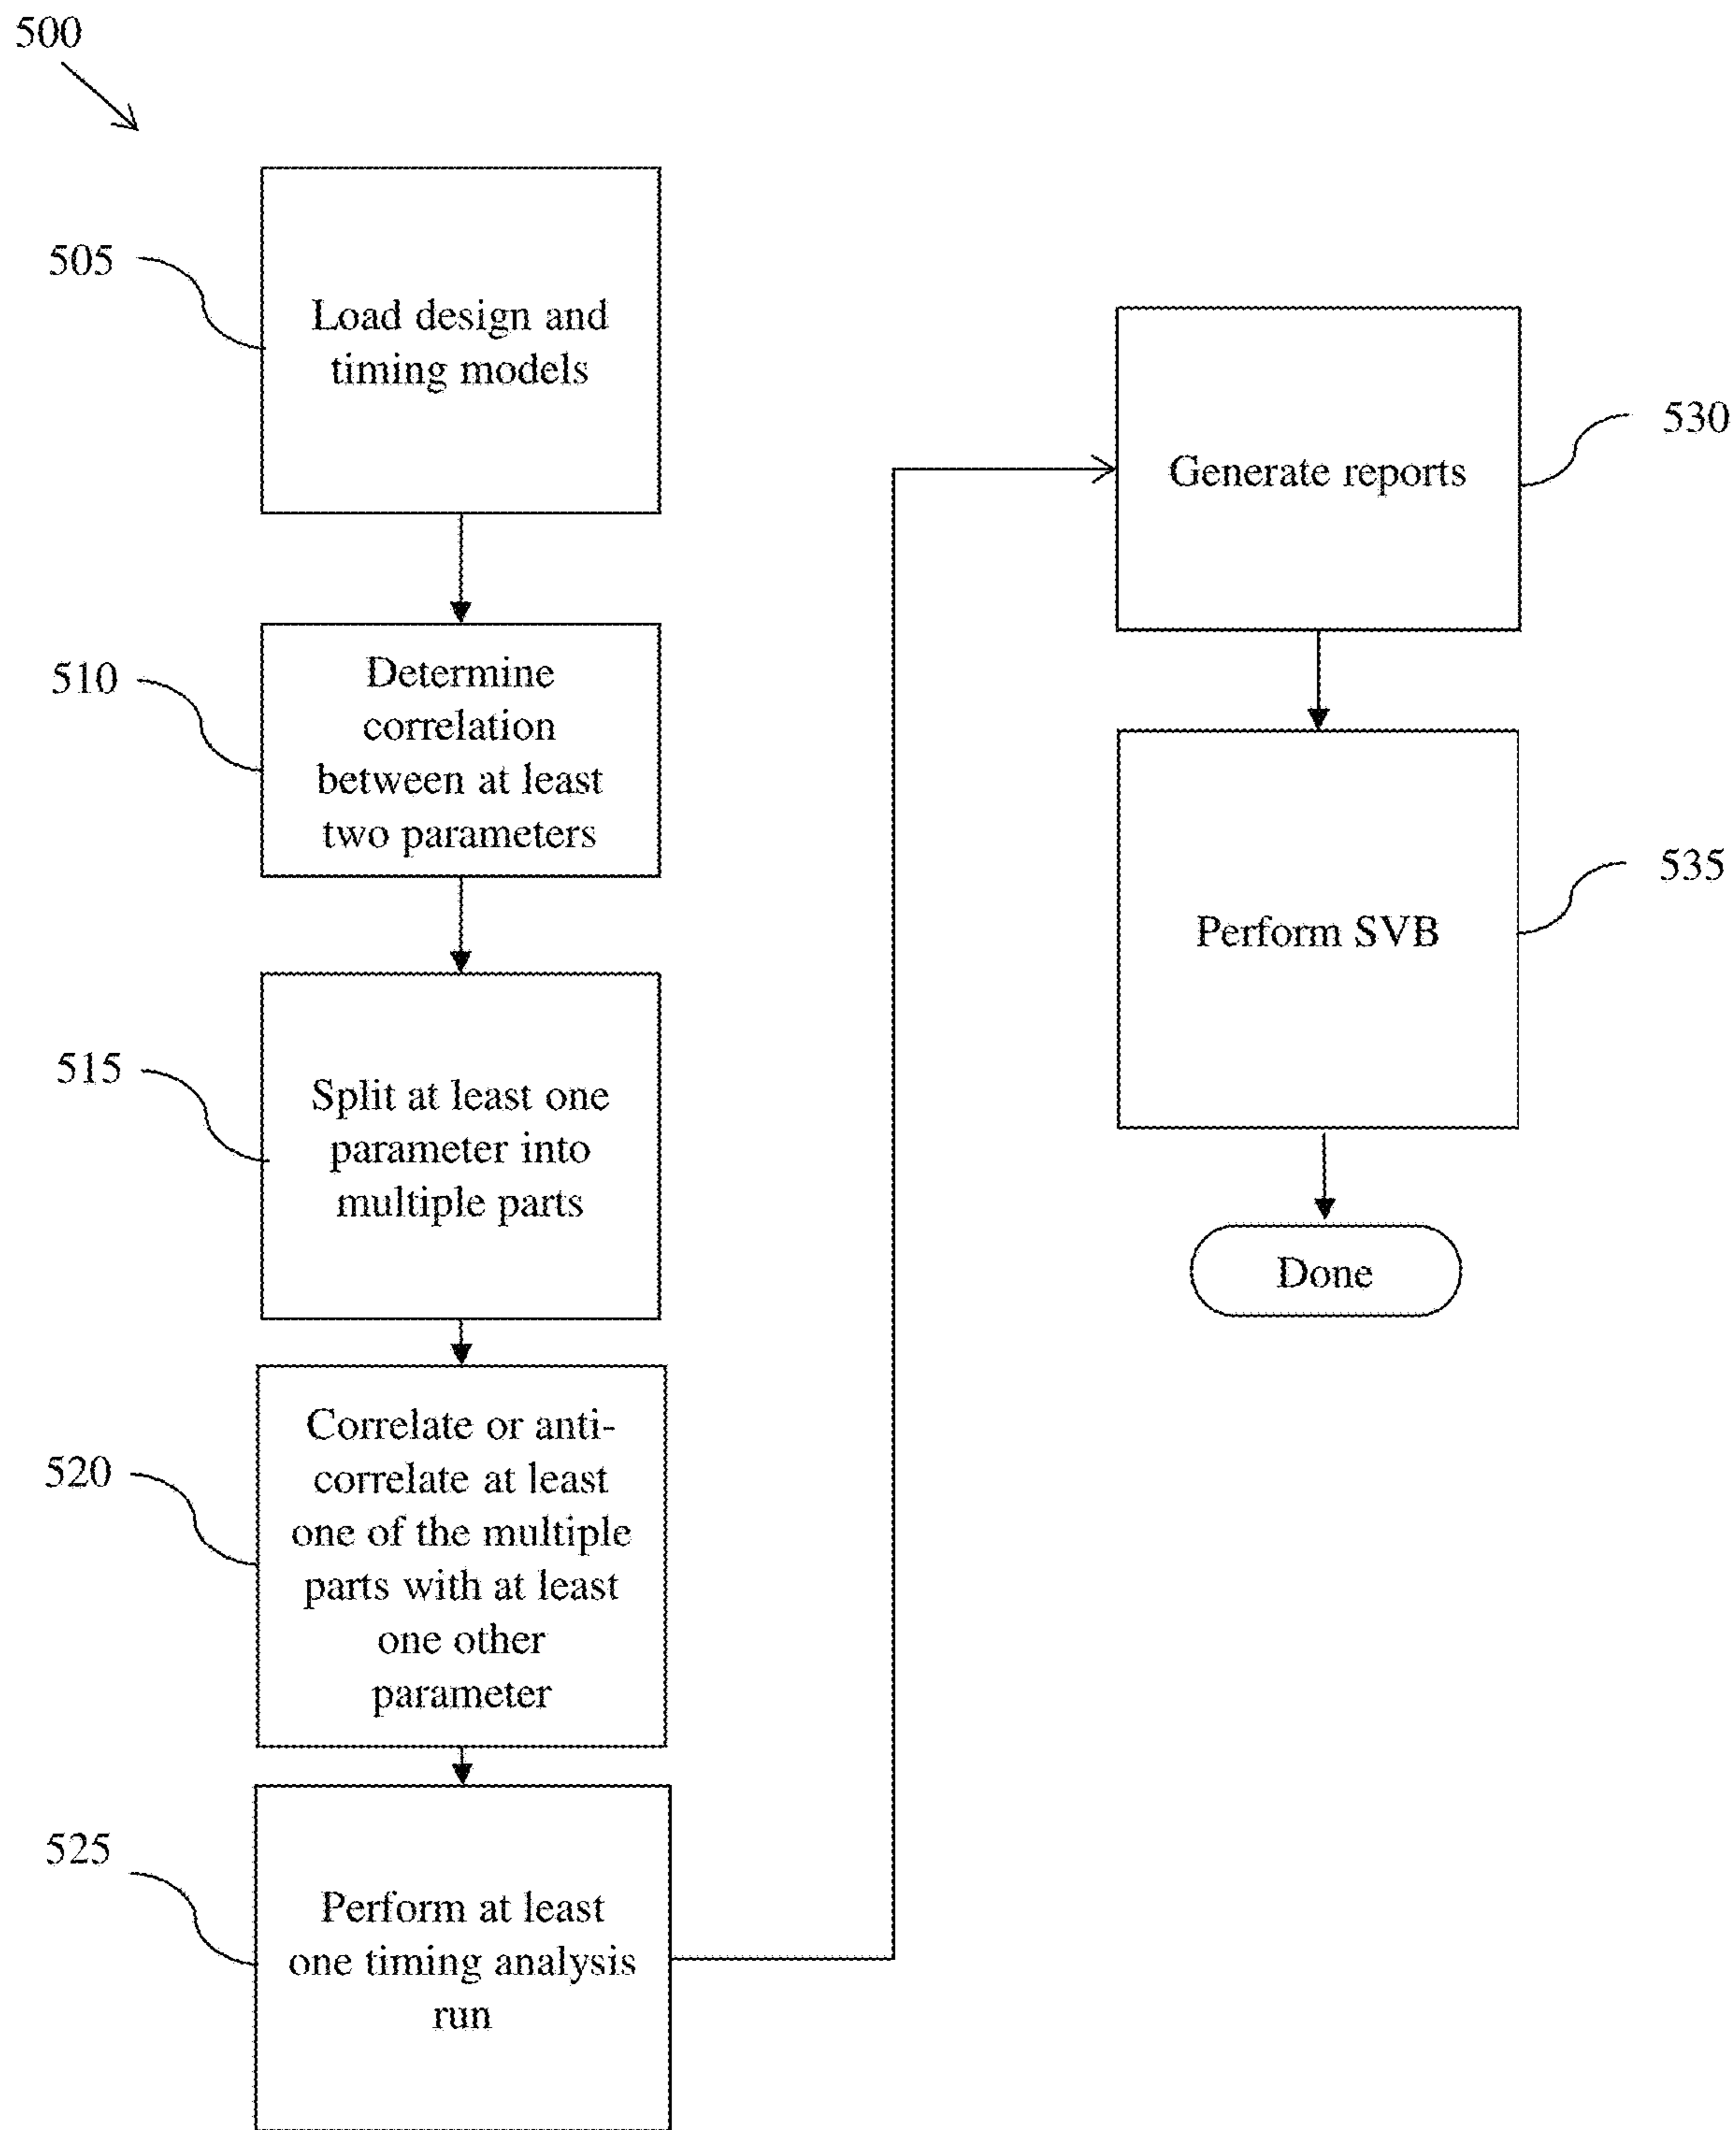 500
505
Load design and
timing models
510
Determine
correlation
between at least
two parameters
515
Split at least one
parameter into
multiple parts
520
Correlate or anti-
correlate at least
one of the multiple
parts with at least
one other
parameter
525
Perform at least
one timing analysis
run
530
Generate reports
535
Perform SVB
Done